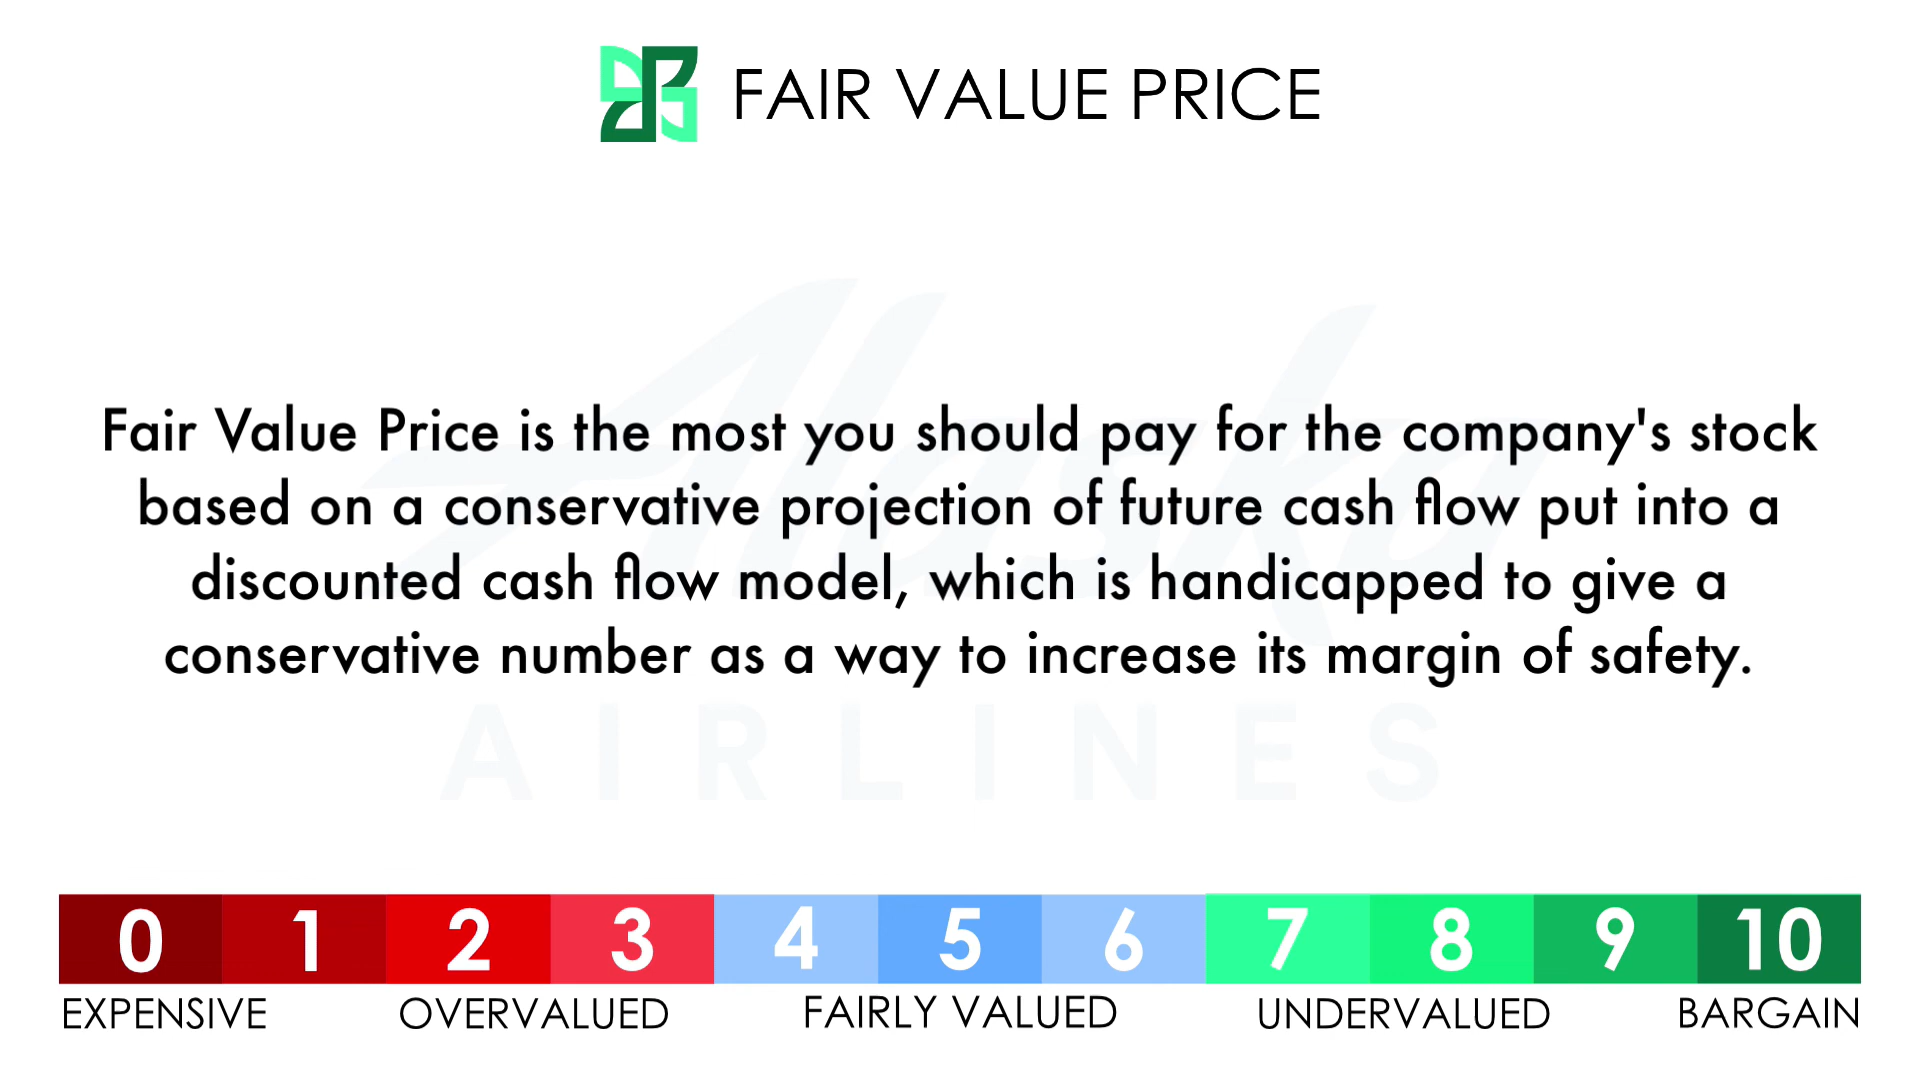 FAIR VALUE PRICE
Alaska
Fair Value Price is the most you should pay for the company's stock
based on a conservative projection of future cash flow put into a
discounted cash flow model, which is handicapped to give a
conservative number as a way to increase its margin of safety.
AIRLINES
0 1 2 3 4 5 6 7 8 9 10
EXPENSIVE OVERVALUED FAIRLY VALUED UNDERVALUED BARGAIN